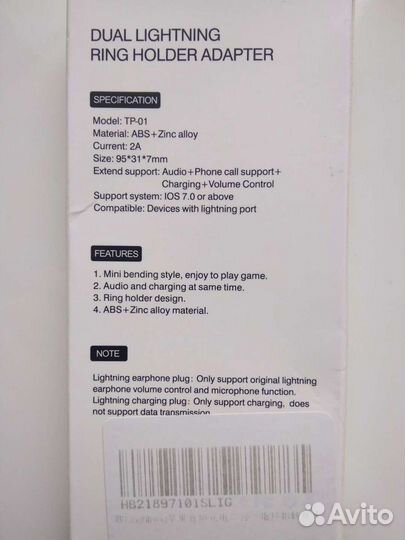 DUAL LIGHTNING
RING HOLDER ADAPTER
SPECIFICATION
Model: TP-01
Material: ABS+Zinc alloy
Current: 2A
Size: 95*31*7mm
Extend support: Audio+Phone call support+
Charging+Volume Control
Support system: IOS 7.0 or above
Compatible: Devices with lightning port
FEATURES
1. Mini bending style, enjoy to play game.
2. Audio and charging at same time.
3. Ring holder design.
4. ABS+Zinc alloy material.
NOTE
Lightning earphone plug: Only support original lightning
earphone volume control and microphone function.
Lightning charging plug: Only support charging, does
not support data transmission
HB21897101SLIG
Avito